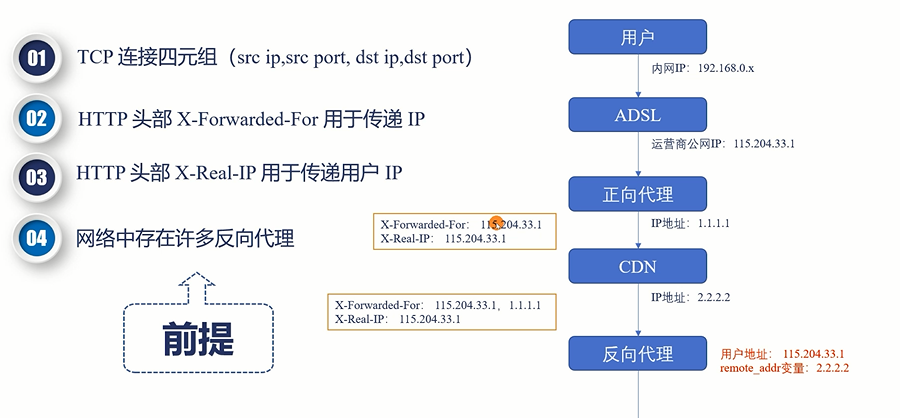 01 TCP 连接四元组（src ip,src port, dst ip,dst port）
02 HTTP 头部 X-Forwarded-For 用于传递 IP
03 HTTP 头部 X-Real-IP 用于传递用户 IP
04 网络中存在许多反向代理
前提
用户
内网IP：192.168.0.x
ADSL
运营商公网IP：115.204.33.1
正向代理
IP地址：1.1.1.1
X-Forwarded-For： 115.204.33.1
X-Real-IP： 115.204.33.1
CDN
IP地址：2.2.2.2
X-Forwarded-For： 115.204.33.1，1.1.1.1
X-Real-IP： 115.204.33.1
反向代理
用户地址： 115.204.33.1
remote_addr变量：2.2.2.2